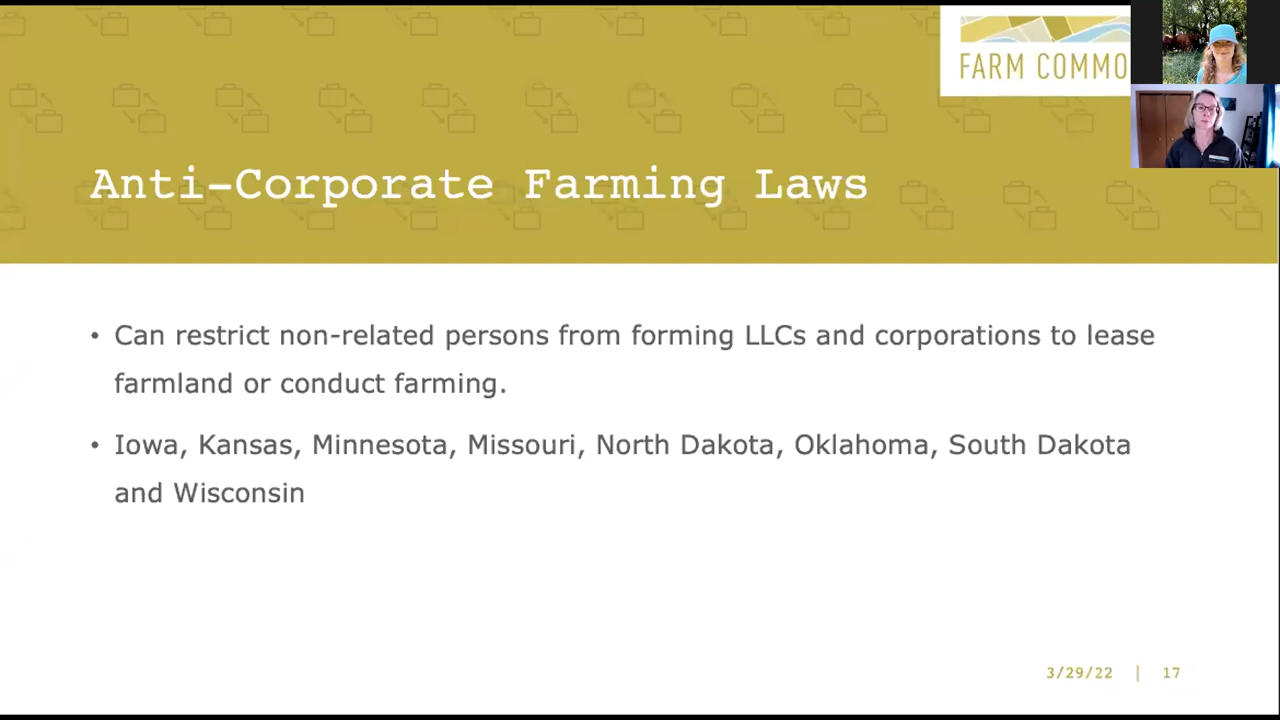 FARM COMMO
Anti-Corporate Farming Laws
• Can restrict non-related persons from forming LLCs and corporations to lease
farmland or conduct farming.
• Iowa, Kansas, Minnesota, Missouri, North Dakota, Oklahoma, South Dakota
and Wisconsin
3/29/22 | 17